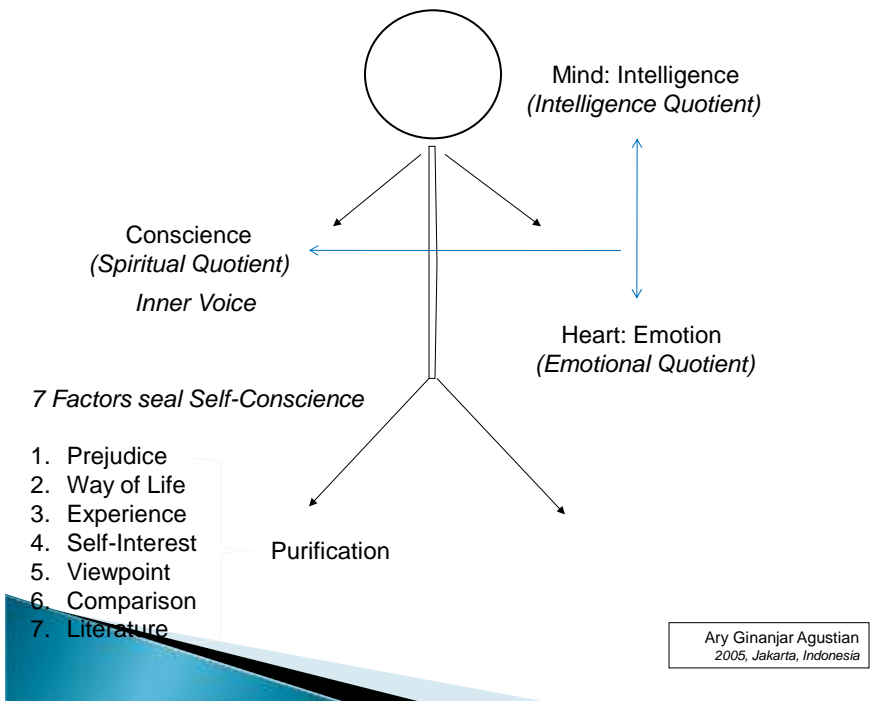 Mind: Intelligence
(Intelligence Quotient)
Conscience
(Spiritual Quotient)
Inner Voice
Heart: Emotion
(Emotional Quotient)
7 Factors seal Self-Conscience
1. Prejudice
2. Way of Life
3. Experience
4. Self-Interest
5. Viewpoint
6. Comparison
7. Literature
Purification
Ary Ginanjar Agustian
2005, Jakarta, Indonesia